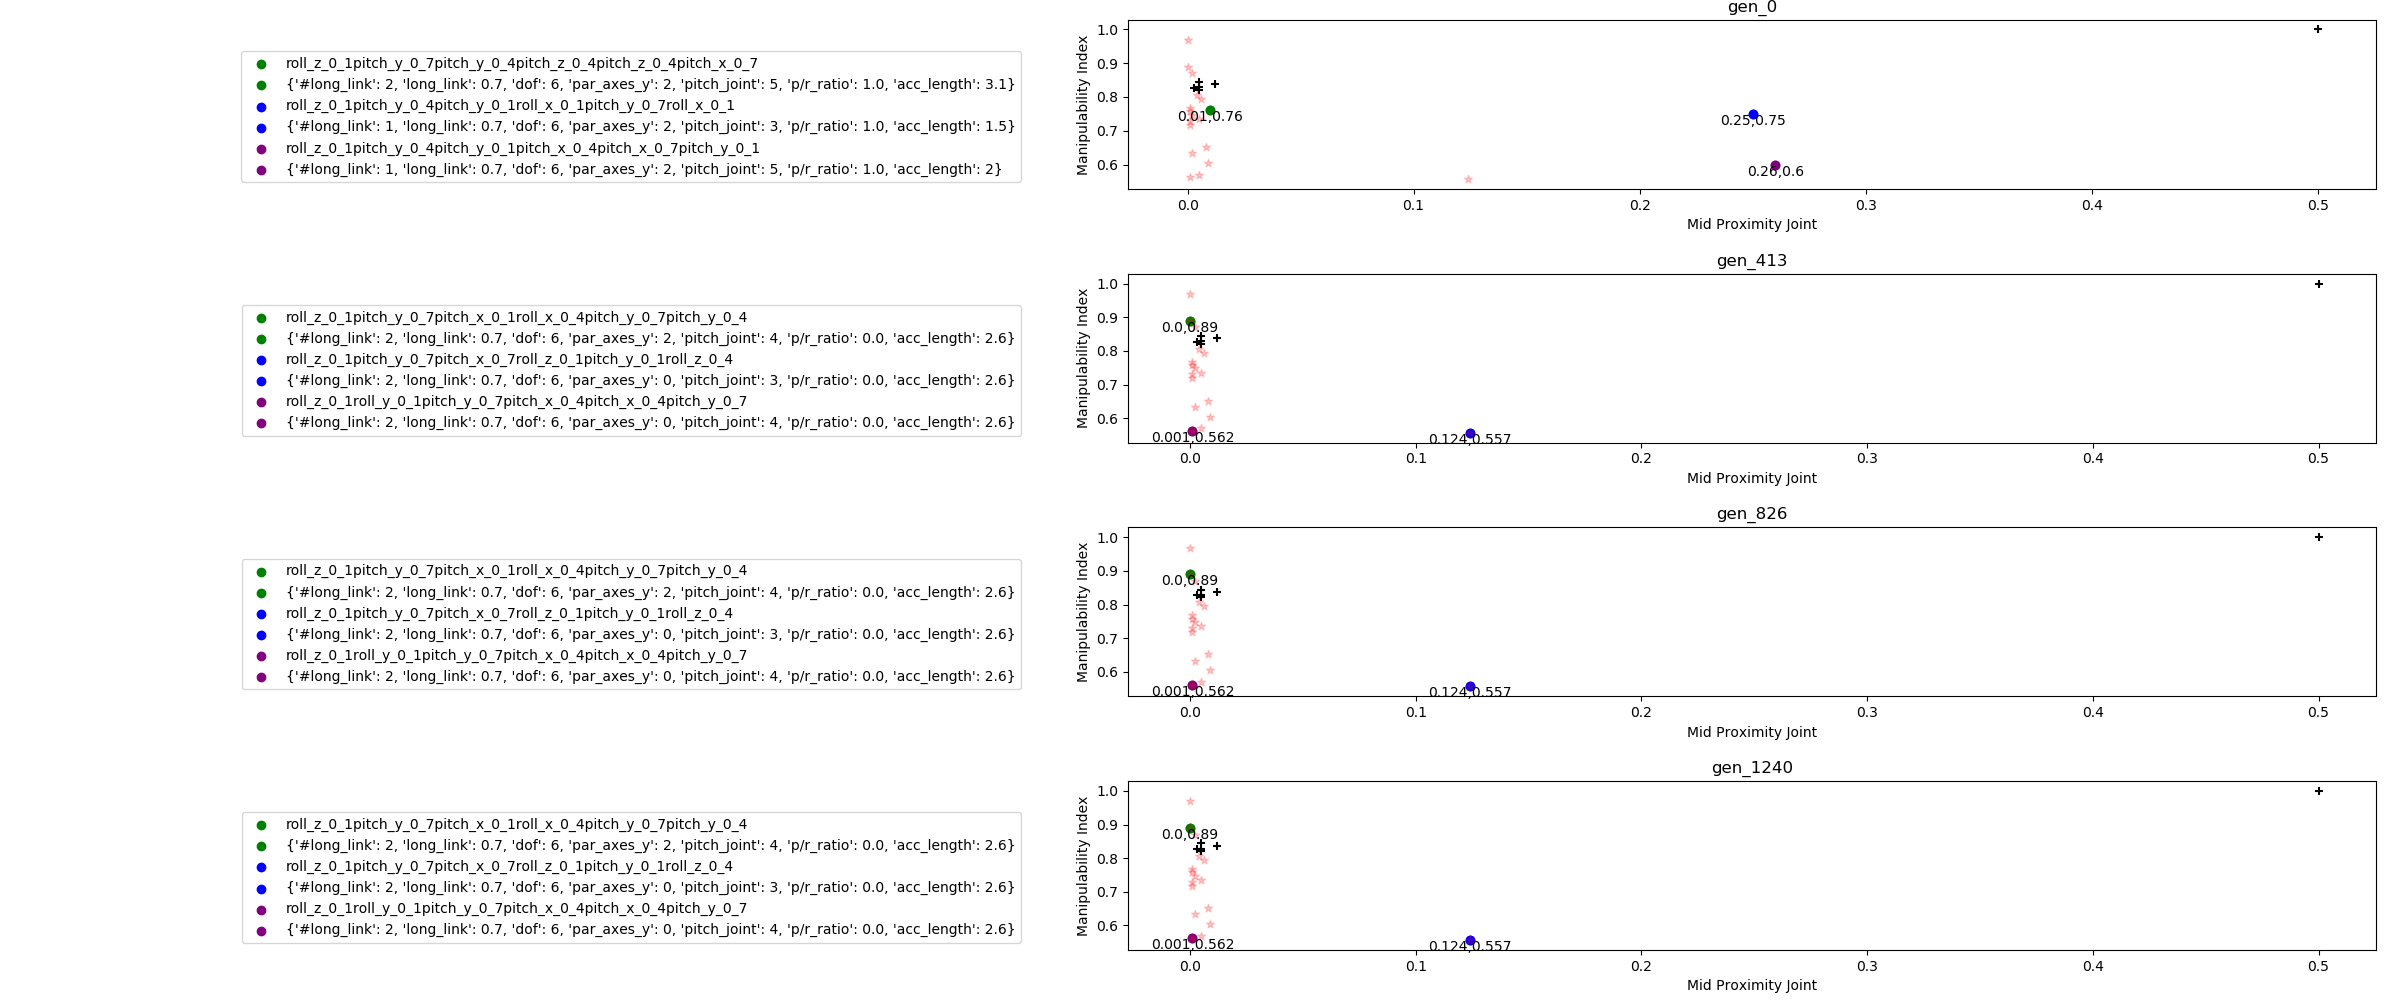 gen_0
roll_z_0_1pitch_y_0_7pitch_y_0_4pitch_z_0_4pitch_z_0_4pitch_x_0_7
{'#long_link': 2, 'long_link': 0.7, 'dof': 6, 'par_axes_y': 2, 'pitch_joint': 5, 'p/r_ratio': 1.0, 'acc_length': 3.1}
roll_z_0_1pitch_y_0_4pitch_y_0_1roll_x_0_1pitch_y_0_7roll_x_0_1
{'#long_link': 1, 'long_link': 0.7, 'dof': 6, 'par_axes_y': 2, 'pitch_joint': 3, 'p/r_ratio': 1.0, 'acc_length': 1.5}
roll_z_0_1pitch_y_0_4pitch_y_0_1pitch_x_0_4pitch_x_0_7pitch_y_0_1
{'#long_link': 1, 'long_link': 0.7, 'dof': 6, 'par_axes_y': 2, 'pitch_joint': 5, 'p/r_ratio': 1.0, 'acc_length': 2}
Manipulability Index
1.0
0.9
0.8
0.7
0.6
0.01,0.76
0.25,0.75
0.26,0.6
0.0 0.1 0.2 0.3 0.4 0.5
Mid Proximity Joint
gen_413
roll_z_0_1pitch_y_0_7pitch_x_0_1roll_x_0_4pitch_y_0_7pitch_y_0_4
{'#long_link': 2, 'long_link': 0.7, 'dof': 6, 'par_axes_y': 2, 'pitch_joint': 4, 'p/r_ratio': 0.0, 'acc_length': 2.6}
roll_z_0_1pitch_y_0_7pitch_x_0_7roll_z_0_1pitch_y_0_1roll_z_0_4
{'#long_link': 2, 'long_link': 0.7, 'dof': 6, 'par_axes_y': 0, 'pitch_joint': 3, 'p/r_ratio': 0.0, 'acc_length': 2.6}
roll_z_0_1roll_y_0_1pitch_y_0_7pitch_x_0_4pitch_x_0_4pitch_y_0_7
{'#long_link': 2, 'long_link': 0.7, 'dof': 6, 'par_axes_y': 0, 'pitch_joint': 4, 'p/r_ratio': 0.0, 'acc_length': 2.6}
Manipulability Index
1.0
0.9
0.8
0.7
0.6
0.0,0.89
0.001,0.562
0.124,0.557
0.0 0.1 0.2 0.3 0.4 0.5
Mid Proximity Joint
gen_826
roll_z_0_1pitch_y_0_7pitch_x_0_1roll_x_0_4pitch_y_0_7pitch_y_0_4
{'#long_link': 2, 'long_link': 0.7, 'dof': 6, 'par_axes_y': 2, 'pitch_joint': 4, 'p/r_ratio': 0.0, 'acc_length': 2.6}
roll_z_0_1pitch_y_0_7pitch_x_0_7roll_z_0_1pitch_y_0_1roll_z_0_4
{'#long_link': 2, 'long_link': 0.7, 'dof': 6, 'par_axes_y': 0, 'pitch_joint': 3, 'p/r_ratio': 0.0, 'acc_length': 2.6}
roll_z_0_1roll_y_0_1pitch_y_0_7pitch_x_0_4pitch_x_0_4pitch_y_0_7
{'#long_link': 2, 'long_link': 0.7, 'dof': 6, 'par_axes_y': 0, 'pitch_joint': 4, 'p/r_ratio': 0.0, 'acc_length': 2.6}
Manipulability Index
1.0
0.9
0.8
0.7
0.6
0.0,0.89
0.001,0.562
0.124,0.557
0.0 0.1 0.2 0.3 0.4 0.5
Mid Proximity Joint
gen_1240
roll_z_0_1pitch_y_0_7pitch_x_0_1roll_x_0_4pitch_y_0_7pitch_y_0_4
{'#long_link': 2, 'long_link': 0.7, 'dof': 6, 'par_axes_y': 2, 'pitch_joint': 4, 'p/r_ratio': 0.0, 'acc_length': 2.6}
roll_z_0_1pitch_y_0_7pitch_x_0_7roll_z_0_1pitch_y_0_1roll_z_0_4
{'#long_link': 2, 'long_link': 0.7, 'dof': 6, 'par_axes_y': 0, 'pitch_joint': 3, 'p/r_ratio': 0.0, 'acc_length': 2.6}
roll_z_0_1roll_y_0_1pitch_y_0_7pitch_x_0_4pitch_x_0_4pitch_y_0_7
{'#long_link': 2, 'long_link': 0.7, 'dof': 6, 'par_axes_y': 0, 'pitch_joint': 4, 'p/r_ratio': 0.0, 'acc_length': 2.6}
Manipulability Index
1.0
0.9
0.8
0.7
0.6
0.0,0.89
0.001,0.562
0.124,0.557
0.0 0.1 0.2 0.3 0.4 0.5
Mid Proximity Joint